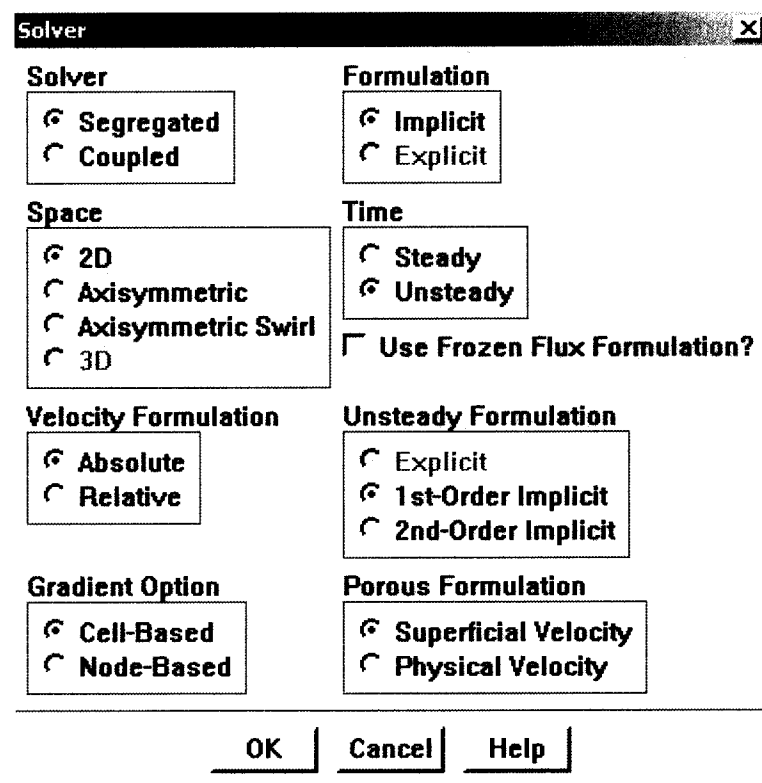 Solver
Solver
Segregated
Coupled
Formulation
Implicit
Explicit
Space
2D
Axisymmetric
Axisymmetric Swirl
3D
Time
Steady
Unsteady
Use Frozen Flux Formulation?
Velocity Formulation
Absolute
Relative
Unsteady Formulation
Explicit
1st-Order Implicit
2nd-Order Implicit
Gradient Option
Cell-Based
Node-Based
Porous Formulation
Superficial Velocity
Physical Velocity
OK
Cancel
Help